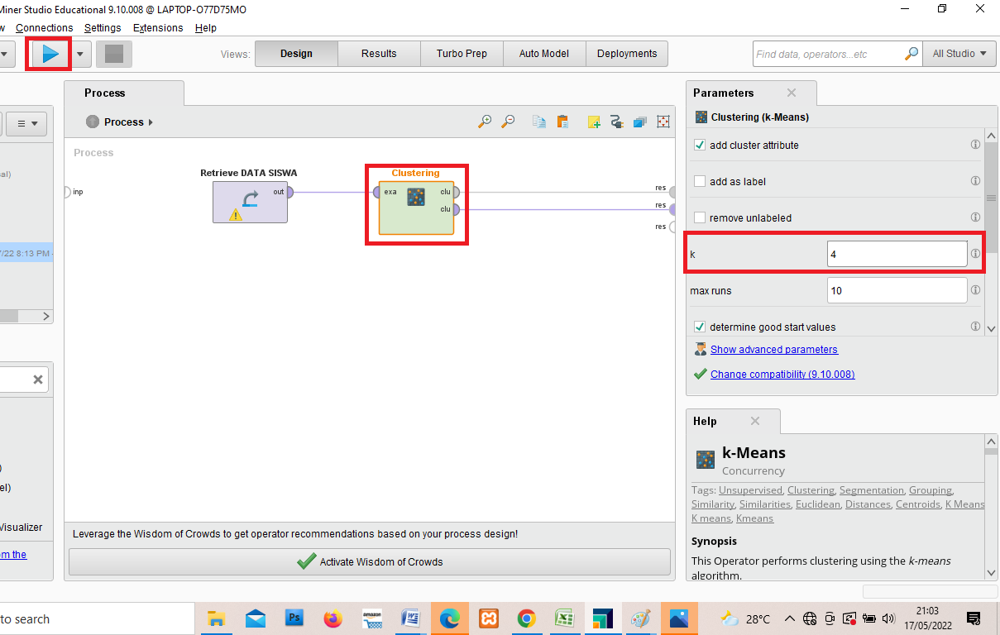 Miner Studio Educational 9.10.008 @ LAPTOP-O77D75MO
w Connections Settings Extensions Help
Views: Design Results Turbo Prep Auto Model Deployments
Find data, operators...etc
All Studio
Process
Process
Process
Retrieve DATA SISWA
inp
out
Clustering
exa
clu
clu
res
res
res
al)
/22 8:13 PM -
)
el)
Visualizer
om the
Leverage the Wisdom of Crowds to get operator recommendations based on your process design!
Activate Wisdom of Crowds
Parameters
Clustering (k-Means)
add cluster attribute
add as label
remove unlabeled
k 4
max runs 10
determine good start values
Show advanced parameters
Change compatibility (9.10.008)
Help
k-Means
Concurrency
Tags: Unsupervised, Clustering, Segmentation, Grouping,
Similarity, Similarities, Euclidean, Distances, Centroids, K Means
K means, Kmeans
Synopsis
This Operator performs clustering using the k-means
algorithm.
to search
Ps
amazon
28°C
21:03
17/05/2022